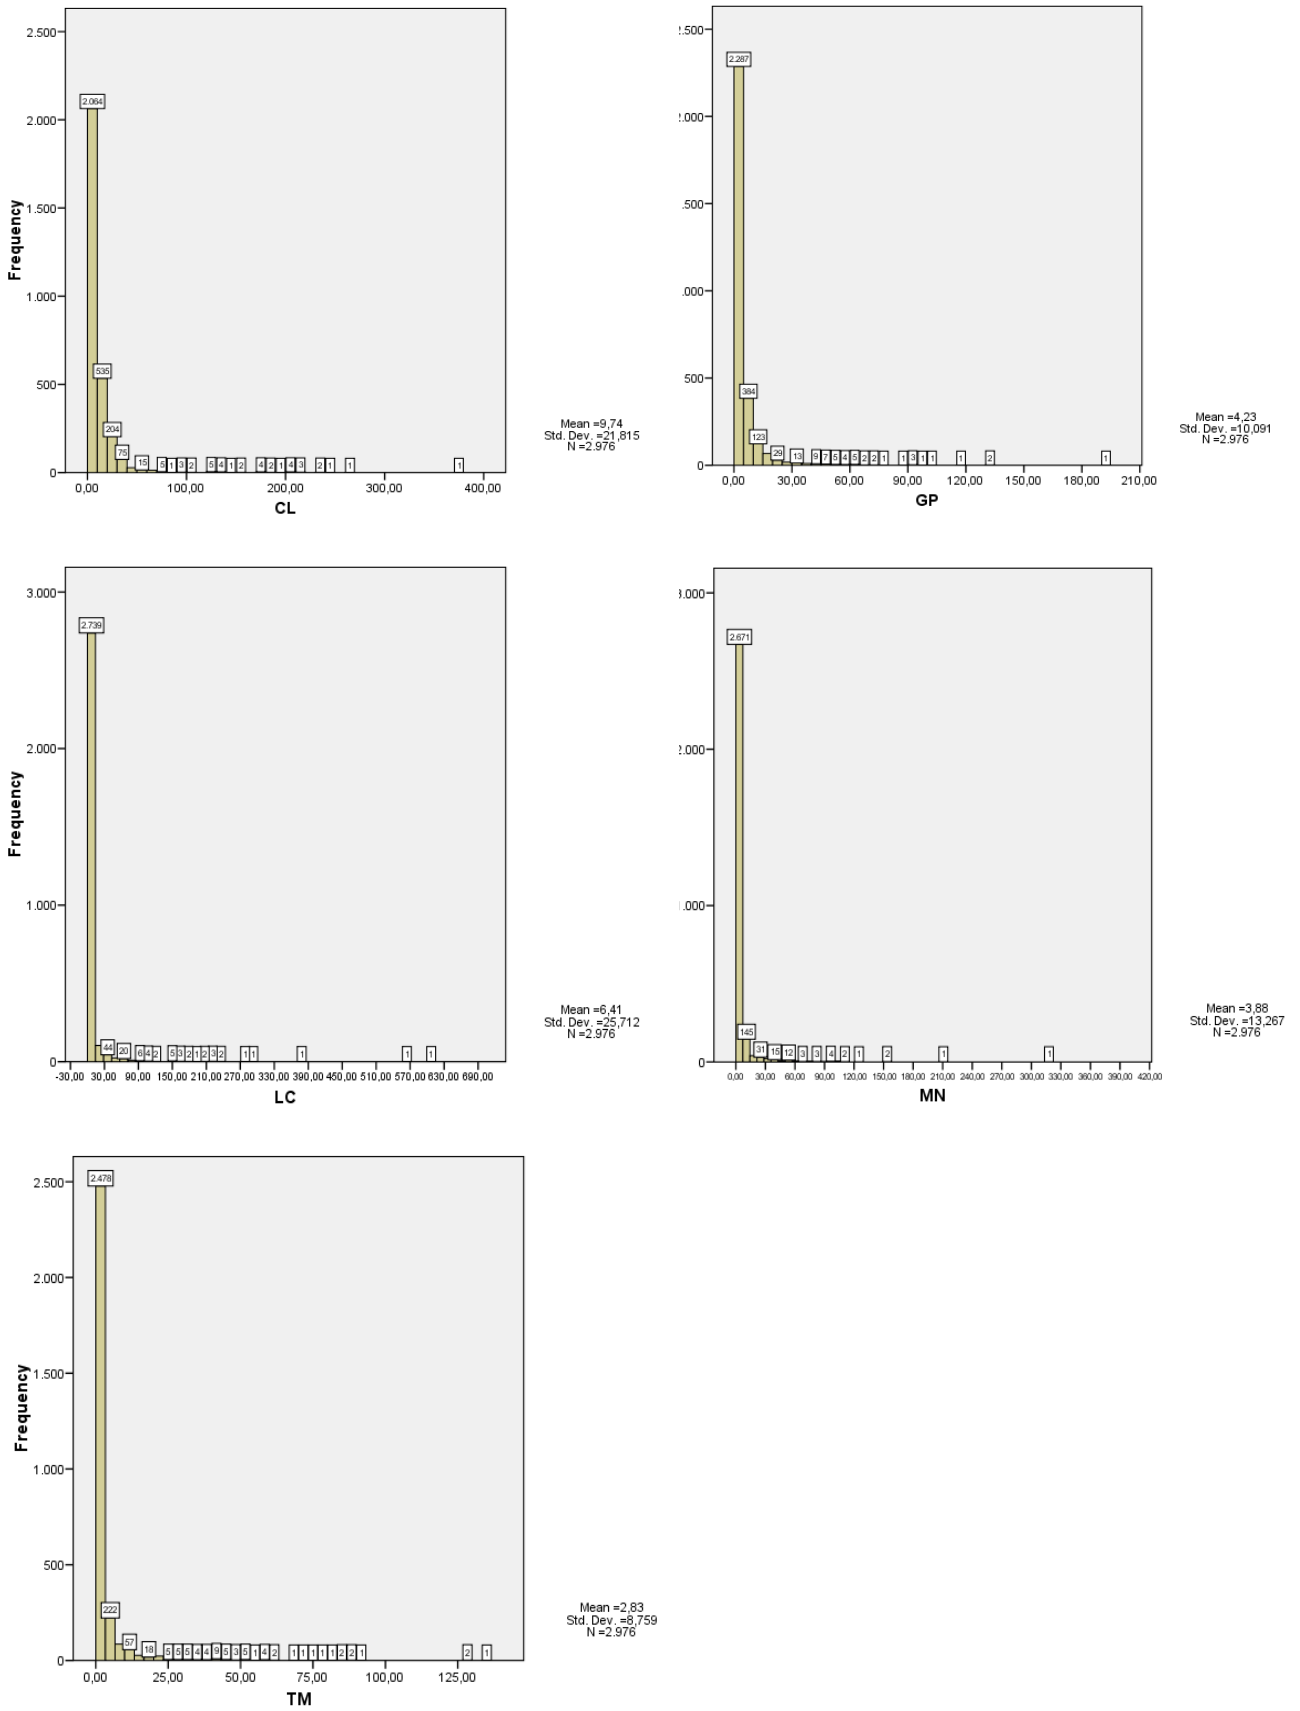 2.500
2.064
2.000
1.500
1.000
500
0
Frequency
535
204
75
15 5 1 3 2 5 4 1 2 4 2 1 4 3 2 1 1 1
0,00 100,00 200,00 300,00 400,00
CL
Mean =9,74
Std. Dev. =21,815
N =2.976
.500
2.287
.000
.500
.000
500
0
384
123
29 13 9 7 5 4 5 2 2 1 1 3 1 1 1 2 1
0,00 30,00 60,00 90,00 120,00 150,00 180,00 210,00
GP
Mean =4,23
Std. Dev. =10,091
N =2.976
3.000
2.739
2.000
1.000
0
Frequency
44 20 6 4 2 5 3 2 1 2 3 2 1 1 1 1 1
-30,00 30,00 90,00 150,00 210,00 270,00 330,00 390,00 450,00 510,00 570,00 630,00 690,00
LC
Mean =6,41
Std. Dev. =25,712
N =2.976
.000
2.671
.000
.000
0
145
31 15 12 3 3 4 2 1 2 1 1
0,00 30,00 60,00 90,00 120,00 150,00 180,00 210,00 240,00 270,00 300,00 330,00 360,00 390,00 420,00
MN
Mean =3,88
Std. Dev. =13,267
N =2.976
2.500
2.478
2.000
1.500
1.000
500
0
Frequency
222
57
18 5 5 5 4 4 9 5 3 5 1 4 2 1 1 1 1 1 2 2 1 2 1
0,00 25,00 50,00 75,00 100,00 125,00
TM
Mean =2,83
Std. Dev. =8,759
N =2.976